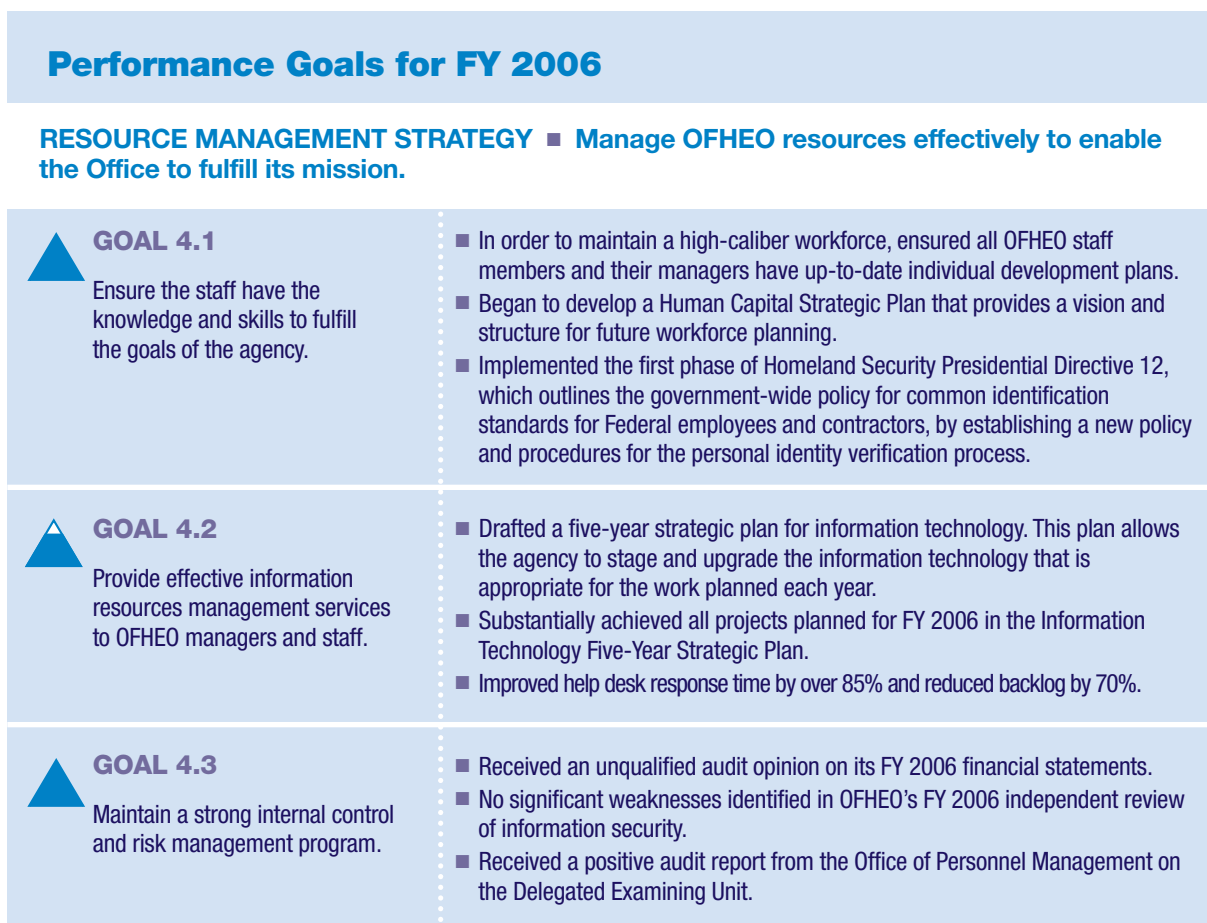 Performance Goals for FY 2006
RESOURCE MANAGEMENT STRATEGY ■ Manage OFHEO resources effectively to enable
the Office to fulfill its mission.
GOAL 4.1
Ensure the staff have the
knowledge and skills to fulfill
the goals of the agency.
■ In order to maintain a high-caliber workforce, ensured all OFHEO staff
members and their managers have up-to-date individual development plans.
■ Began to develop a Human Capital Strategic Plan that provides a vision and
structure for future workforce planning.
■ Implemented the first phase of Homeland Security Presidential Directive 12,
which outlines the government-wide policy for common identification
standards for Federal employees and contractors, by establishing a new policy
and procedures for the personal identity verification process.
GOAL 4.2
Provide effective information
resources management services
to OFHEO managers and staff.
■ Drafted a five-year strategic plan for information technology. This plan allows
the agency to stage and upgrade the information technology that is
appropriate for the work planned each year.
■ Substantially achieved all projects planned for FY 2006 in the Information
Technology Five-Year Strategic Plan.
■ Improved help desk response time by over 85% and reduced backlog by 70%.
GOAL 4.3
Maintain a strong internal control
and risk management program.
■ Received an unqualified audit opinion on its FY 2006 financial statements.
■ No significant weaknesses identified in OFHEO's FY 2006 independent review
of information security.
■ Received a positive audit report from the Office of Personnel Management on
the Delegated Examining Unit.